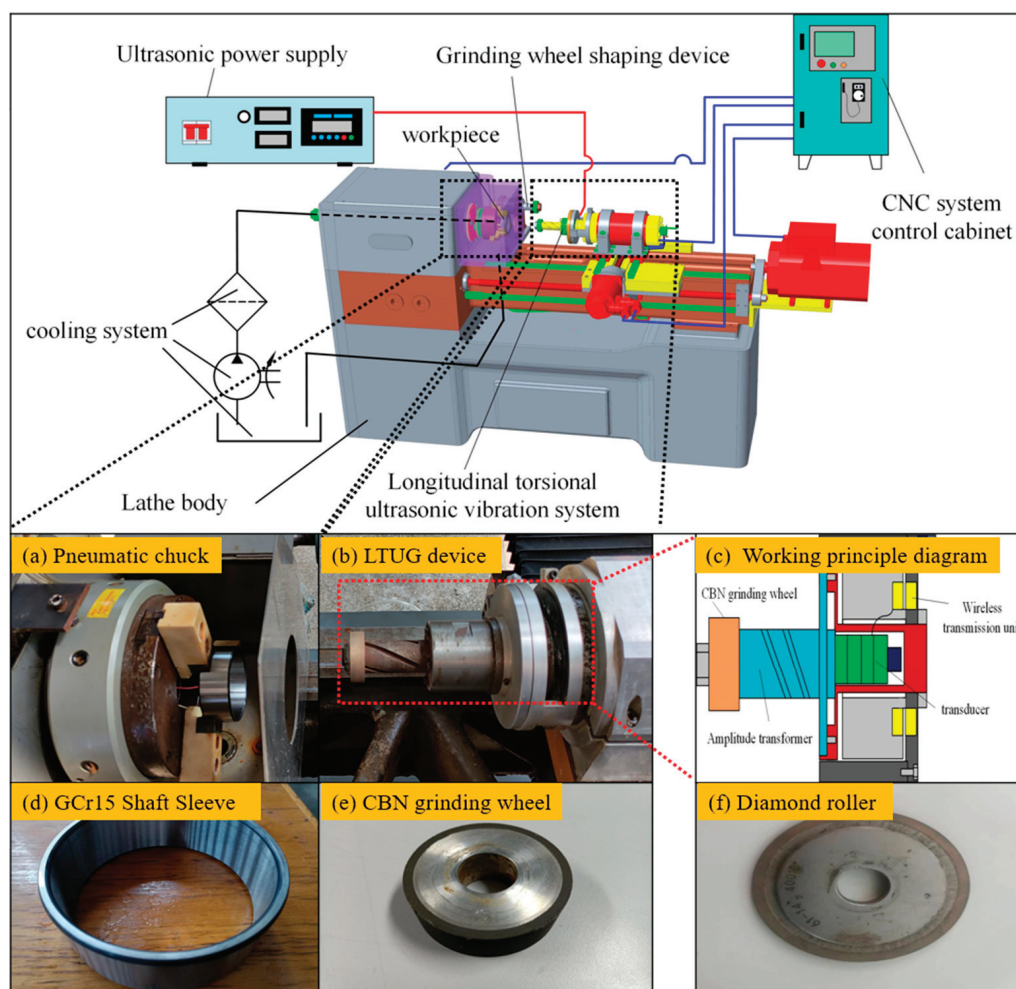 Ultrasonic power supply
Grinding wheel shaping device
workpiece
CNC system
control cabinet
cooling system
Longitudinal torsional
ultrasonic vibration system
Lathe body
(a) Pneumatic chuck
(b) LTUG device
(c) Working principle diagram
CBN grinding wheel
Wireless
transmission unit
transducer
Amplitude transformer
(d) GCr15 Shaft Sleeve
(e) CBN grinding wheel
(f) Diamond roller